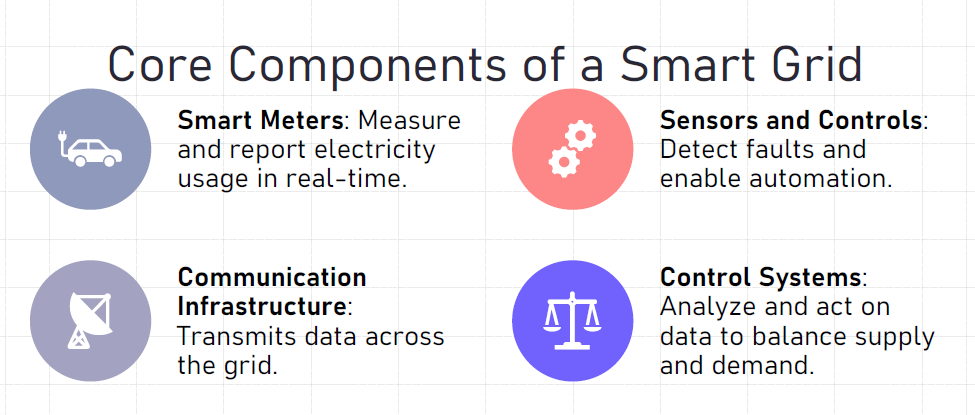 Core Components of a Smart Grid
Smart Meters: Measure
and report electricity
usage in real-time.
Sensors and Controls:
Detect faults and
enable automation.
Communication
Infrastructure:
Transmits data across
the grid.
Control Systems:
Analyze and act on
data to balance supply
and demand.